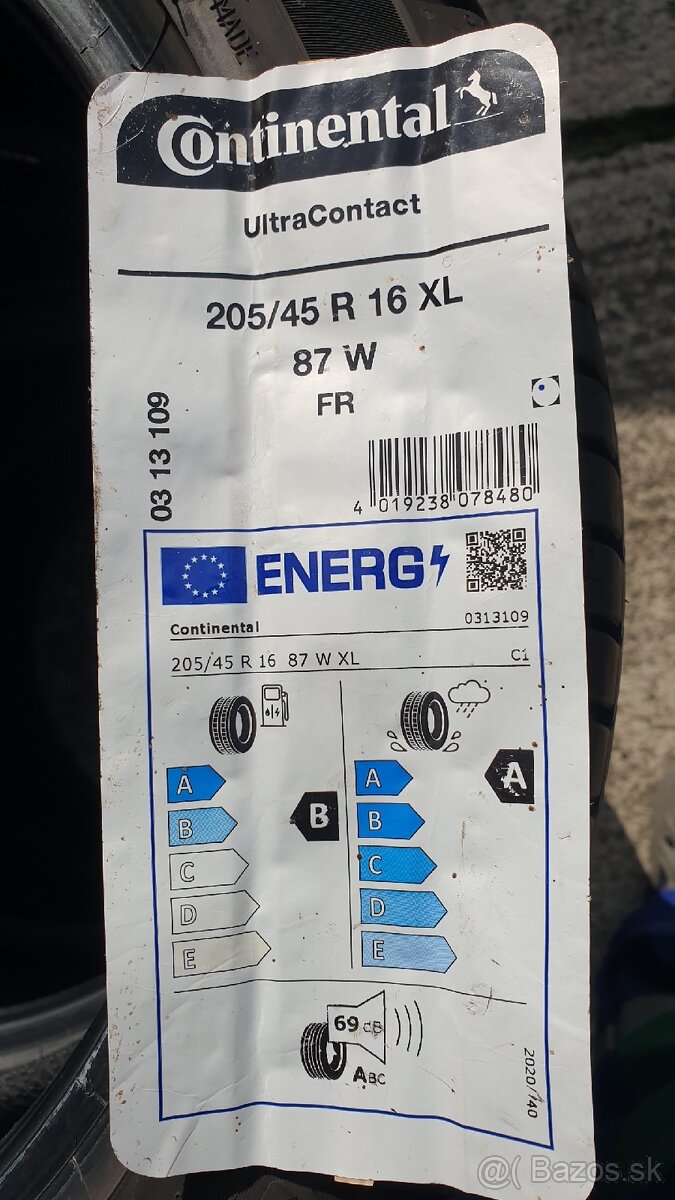 MADE
Continental
UltraContact
205/45 R 16 XL
87 W
FR
03 13 109
4 019238 078480
ENERG
Continental 0313109
205/45 R 16 87 W XL C1
A A A
B B B
C C
D D
E E
69 dB
ABC
2020/740
@( Bazos.sk